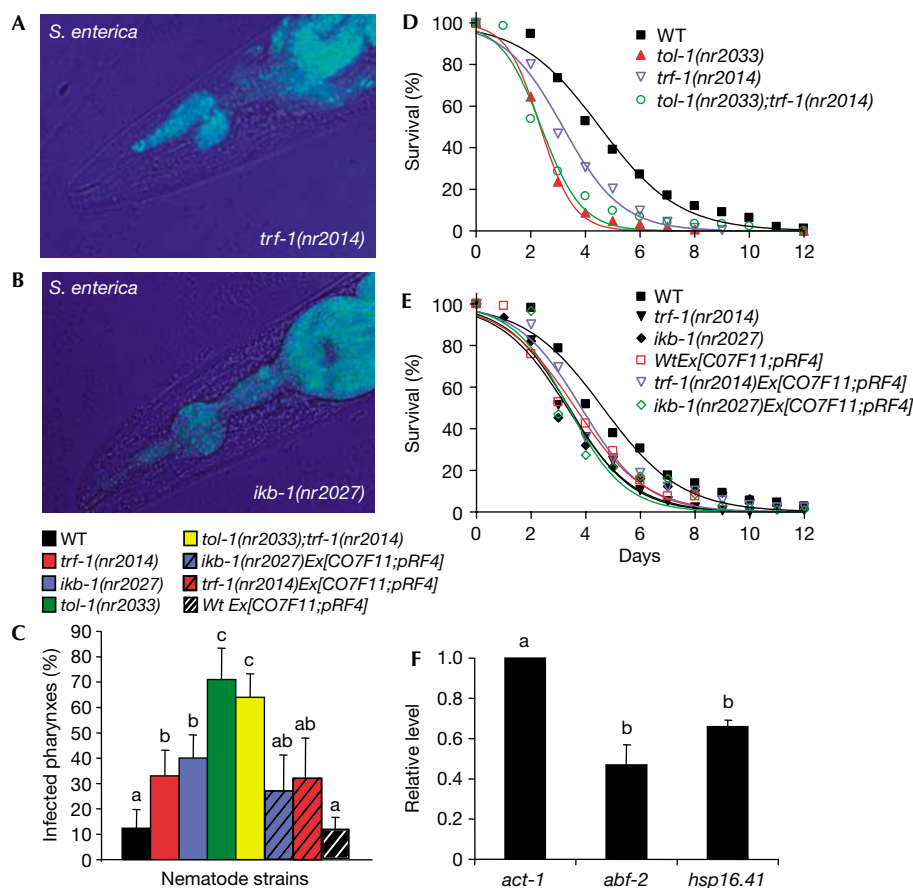 A
S. enterica
trf-1(nr2014)
B
S. enterica
ikb-1(nr2027)
WT
trf-1(nr2014)
ikb-1(nr2027)
tol-1(nr2033)
tol-1(nr2033);trf-1(nr2014)
ikb-1(nr2027)Ex[CO7F11;pRF4]
trf-1(nr2014)Ex[CO7F11;pRF4]
Wt Ex[CO7F11;pRF4]
C
Infected pharynxes (%)
90
80
70
60
50
40
30
20
10
0
a
b
b
c
c
ab
ab
a
Nematode strains
D
Survival (%)
100
80
60
40
20
0
0 2 4 6 8 10 12
WT
tol-1(nr2033)
trf-1(nr2014)
tol-1(nr2033);trf-1(nr2014)
E
Survival (%)
100
80
60
40
20
0
0 2 4 6 8 10 12
Days
WT
trf-1(nr2014)
ikb-1(nr2027)
WtEx[C07F11;pRF4]
trf-1(nr2014)Ex[CO7F11;pRF4]
ikb-1(nr2027)Ex[CO7F11;pRF4]
F
Relative level
1.0
0.8
0.6
0.4
0.2
0
a
b
b
act-1 abf-2 hsp16.41